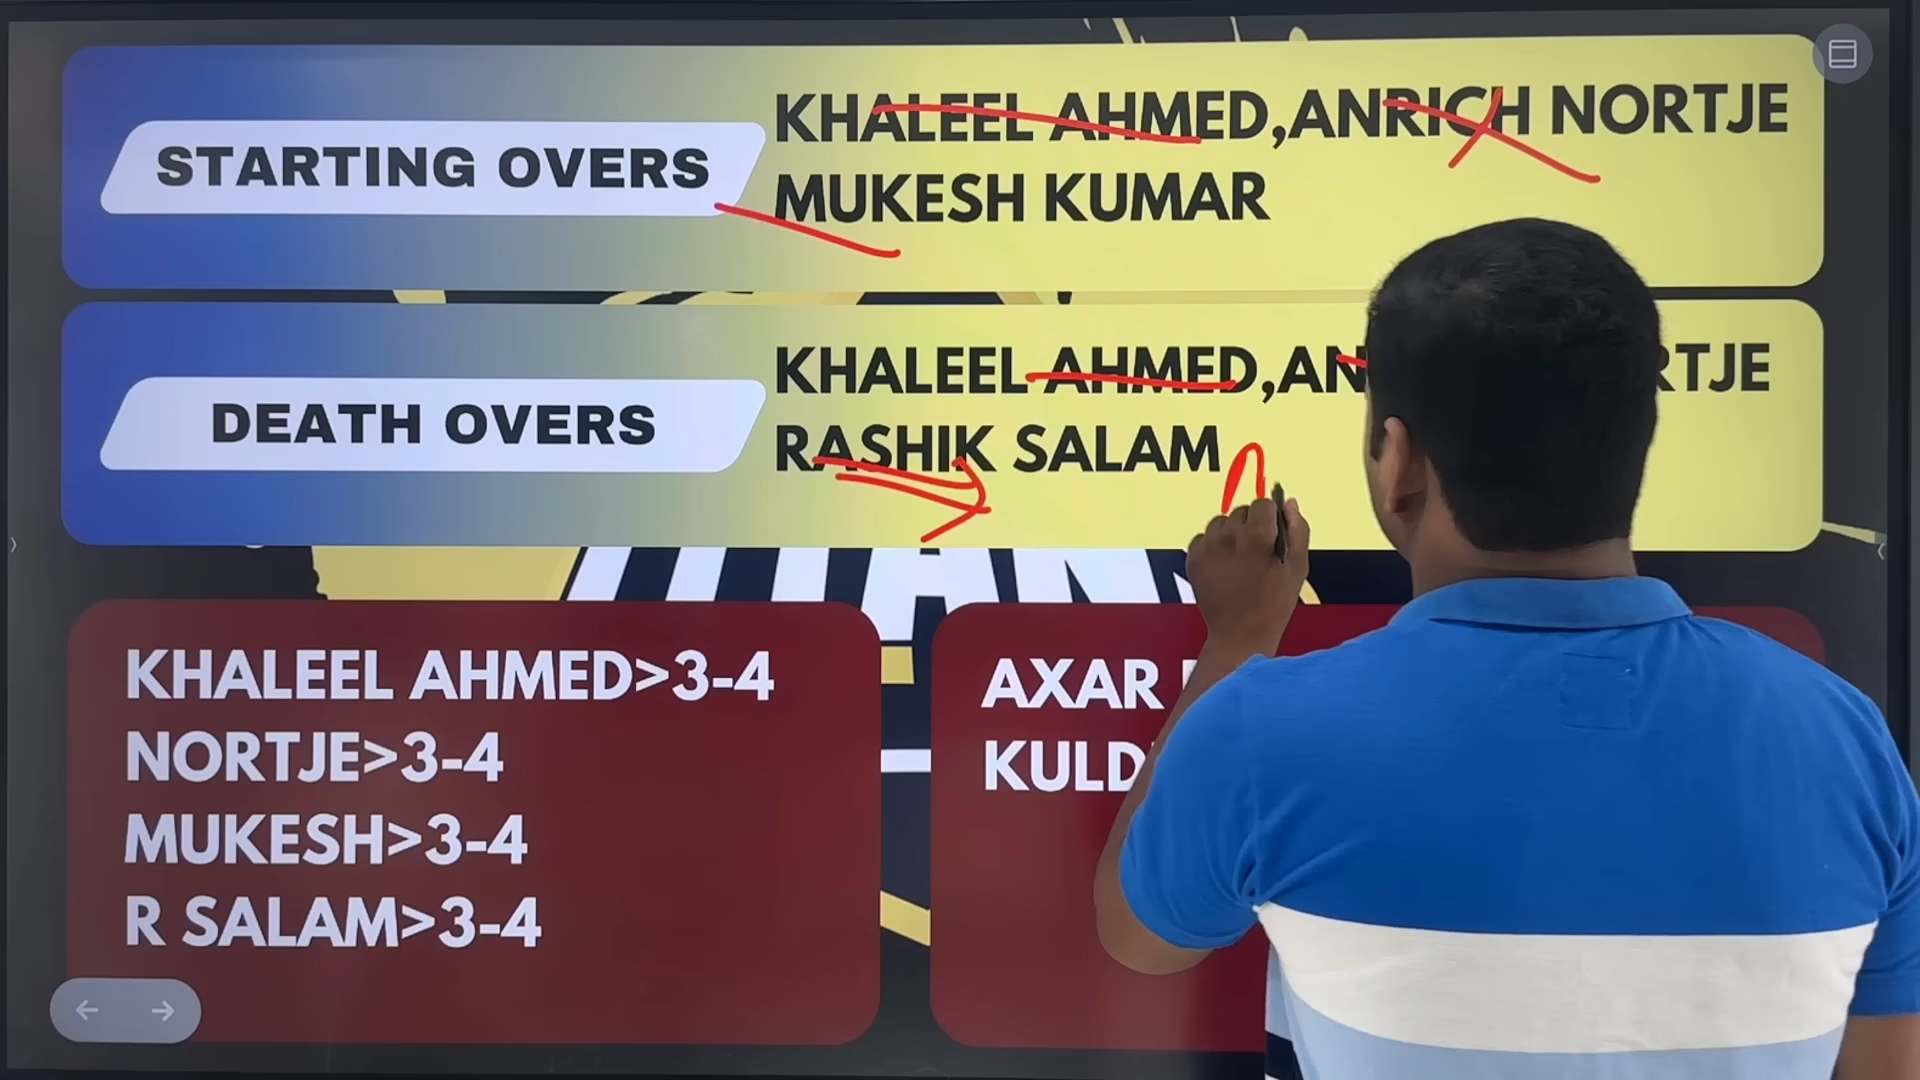 STARTING OVERS
KHALEEL AHMED,ANRICH NORTJE
MUKESH KUMAR
DEATH OVERS
KHALEEL AHMED,AN RTJE
RASHIK SALAM
KHALEEL AHMED>3-4
NORTJE>3-4
MUKESH>3-4
R SALAM>3-4
AXAR
KULD